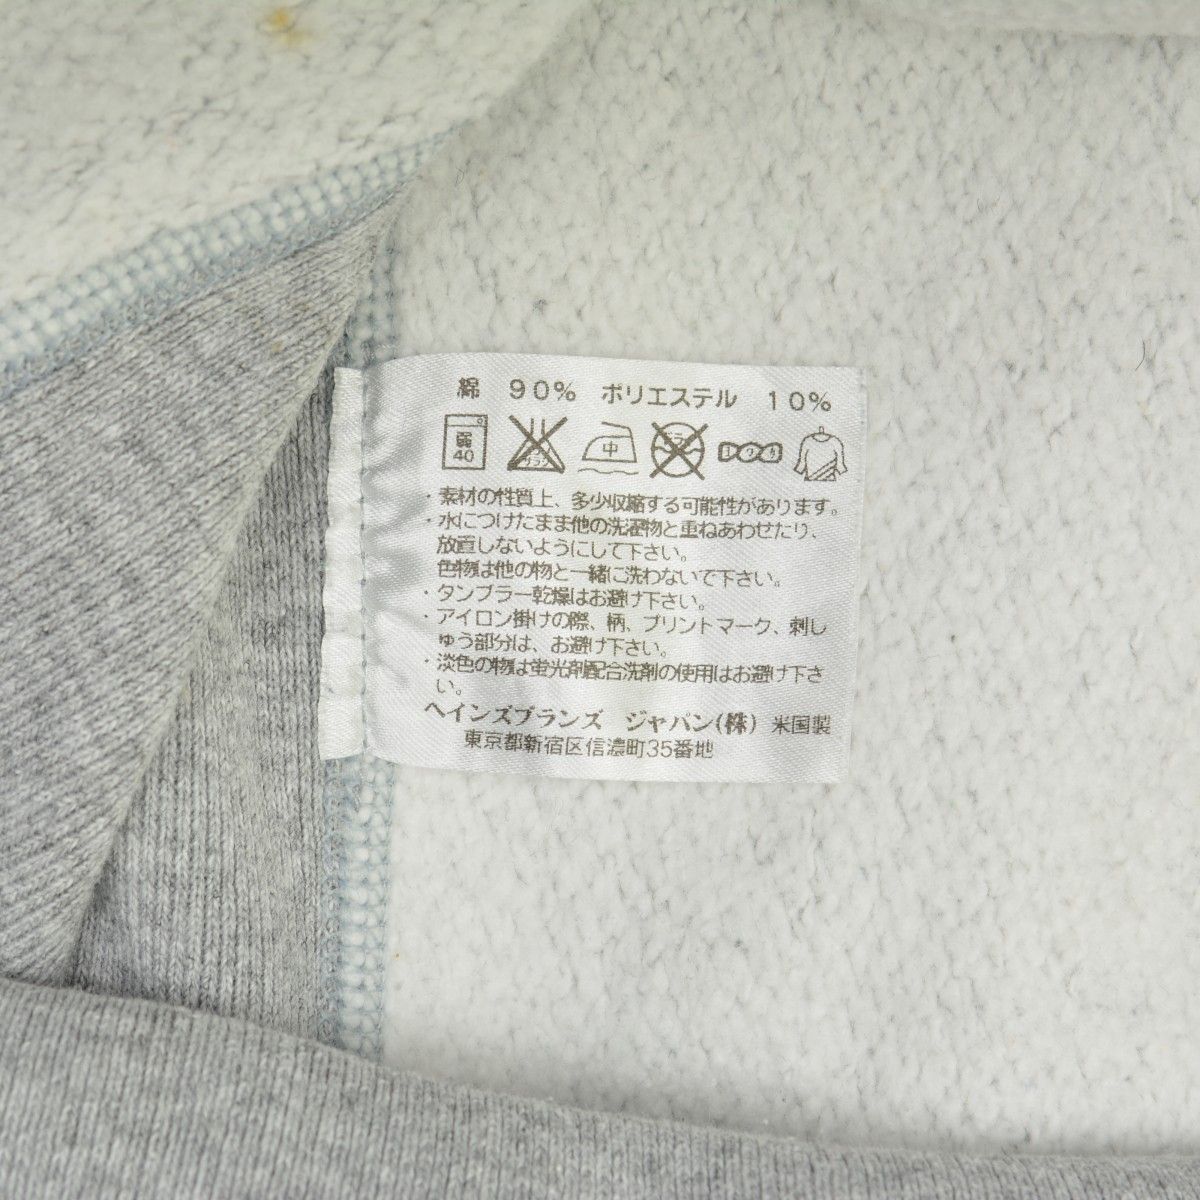 綿 90% ポリエステル 10%
弱 40 中
・素材の性質上、多少収縮する可能性があります。
・水につけたまま他の洗濯物と重ねあわせたり、
放置しないようにして下さい。
色物は他の物と一緒に洗わないで下さい。
・タンブラー乾燥はお避け下さい。
・アイロン掛けの際、柄、プリントマーク、刺し
ゅう部分は、お避け下さい。
・淡色の物は蛍光剤配合洗剤の使用はお避け下さ
い。
ヘインズブランズ ジャパン(株) 米国製
東京都新宿区信濃町35番地